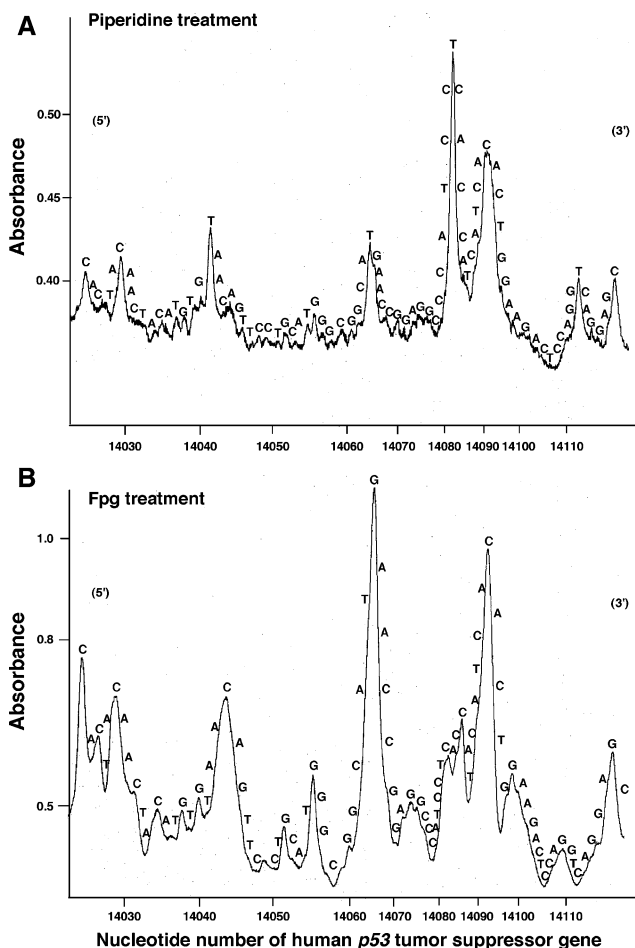 A
Piperidine treatment
Absorbance
0.50
0.45
0.40
(5')
(3')
C A C T A C A A C T A C A T G T G T A A C A A G T T C C T G C A T G G G C G G C A T G A A C C G G A G G C C C A T C C T C A C C A T C A T C A C A C T G G A A G A C T C C A G G T C A G G A G C
14030 14040 14050 14060 14070 14080 14090 14100 14110
B
Fpg treatment
Absorbance
1.0
0.8
0.5
(5')
(3')
C A C T A C A A C T A C A T G T G T A A C A G T T C T G C A T G G G C G G C A T G A A C G G A G G C C C A T C C T C A C A C T A C T A C A C T G G A A G A C T C C A G G T C A G G A G C
14030 14040 14050 14060 14070 14080 14090 14100 14110
Nucleotide number of human p53 tumor suppressor gene